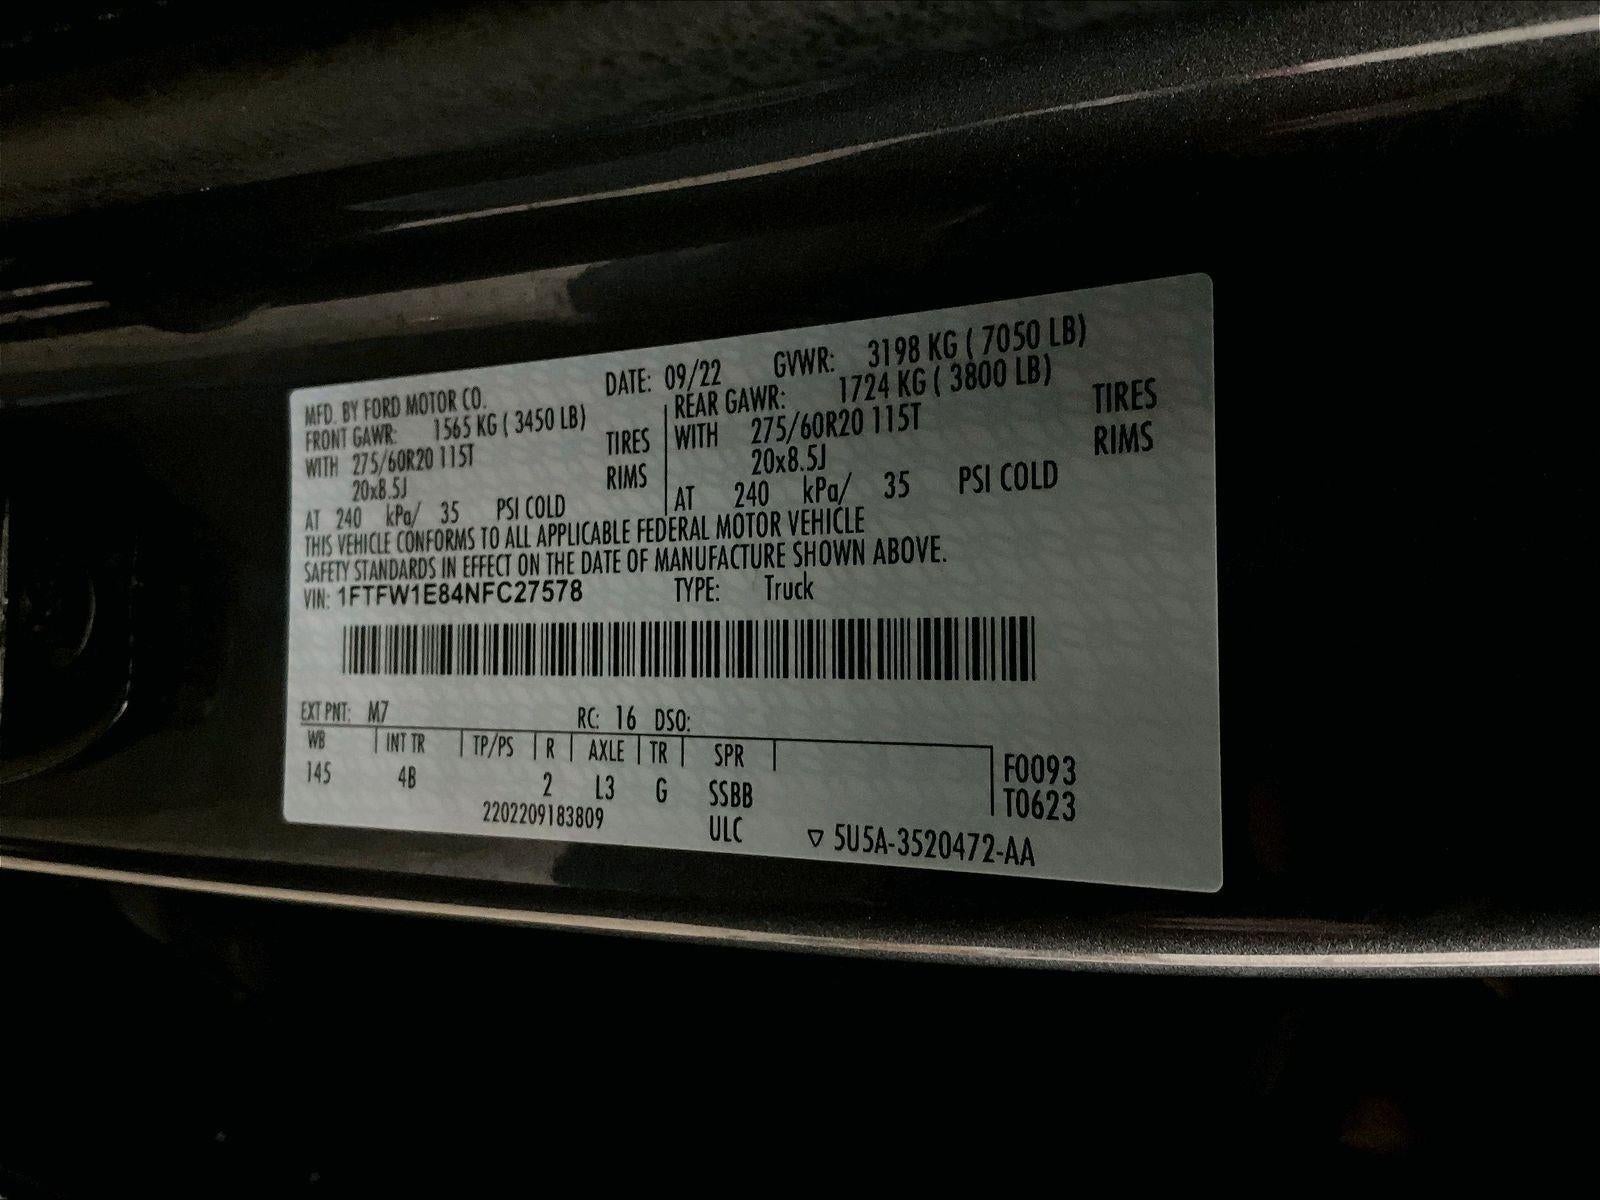 MFD. BY FORD MOTOR CO. DATE: 09/22 GVWR: 3198 KG ( 7050 LB)
FRONT GAWR: 1565 KG ( 3450 LB) REAR GAWR: 1724 KG ( 3800 LB)
WITH 275/60R20 115T TIRES WITH 275/60R20 115T TIRES
20x8.5J RIMS 20x8.5J RIMS
AT 240 kPa/ 35 PSI COLD AT 240 kPa/ 35 PSI COLD
THIS VEHICLE CONFORMS TO ALL APPLICABLE FEDERAL MOTOR VEHICLE
SAFETY STANDARDS IN EFFECT ON THE DATE OF MANUFACTURE SHOWN ABOVE.
VIN: 1FTFW1E84NFC27578 TYPE: Truck
EXT PNT: M7 RC: 16 DSO:
WB INT TR TP/PS R AXLE TR SPR F0093
145 4B 2 L3 G SSBB T0623
2202209183809 ULC ▽ 5U5A-3520472-AA